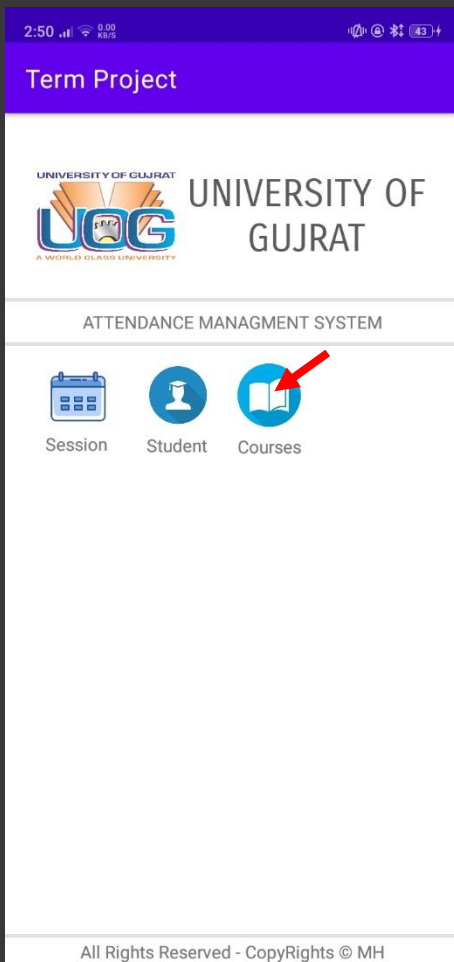 2:50 0.00 KB/S 43
Term Project
UNIVERSITY OF GUJRAT
UOG
A WORLD CLASS UNIVERSITY
UNIVERSITY OF
GUJRAT
ATTENDANCE MANAGMENT SYSTEM
Session Student Courses
All Rights Reserved - CopyRights © MH